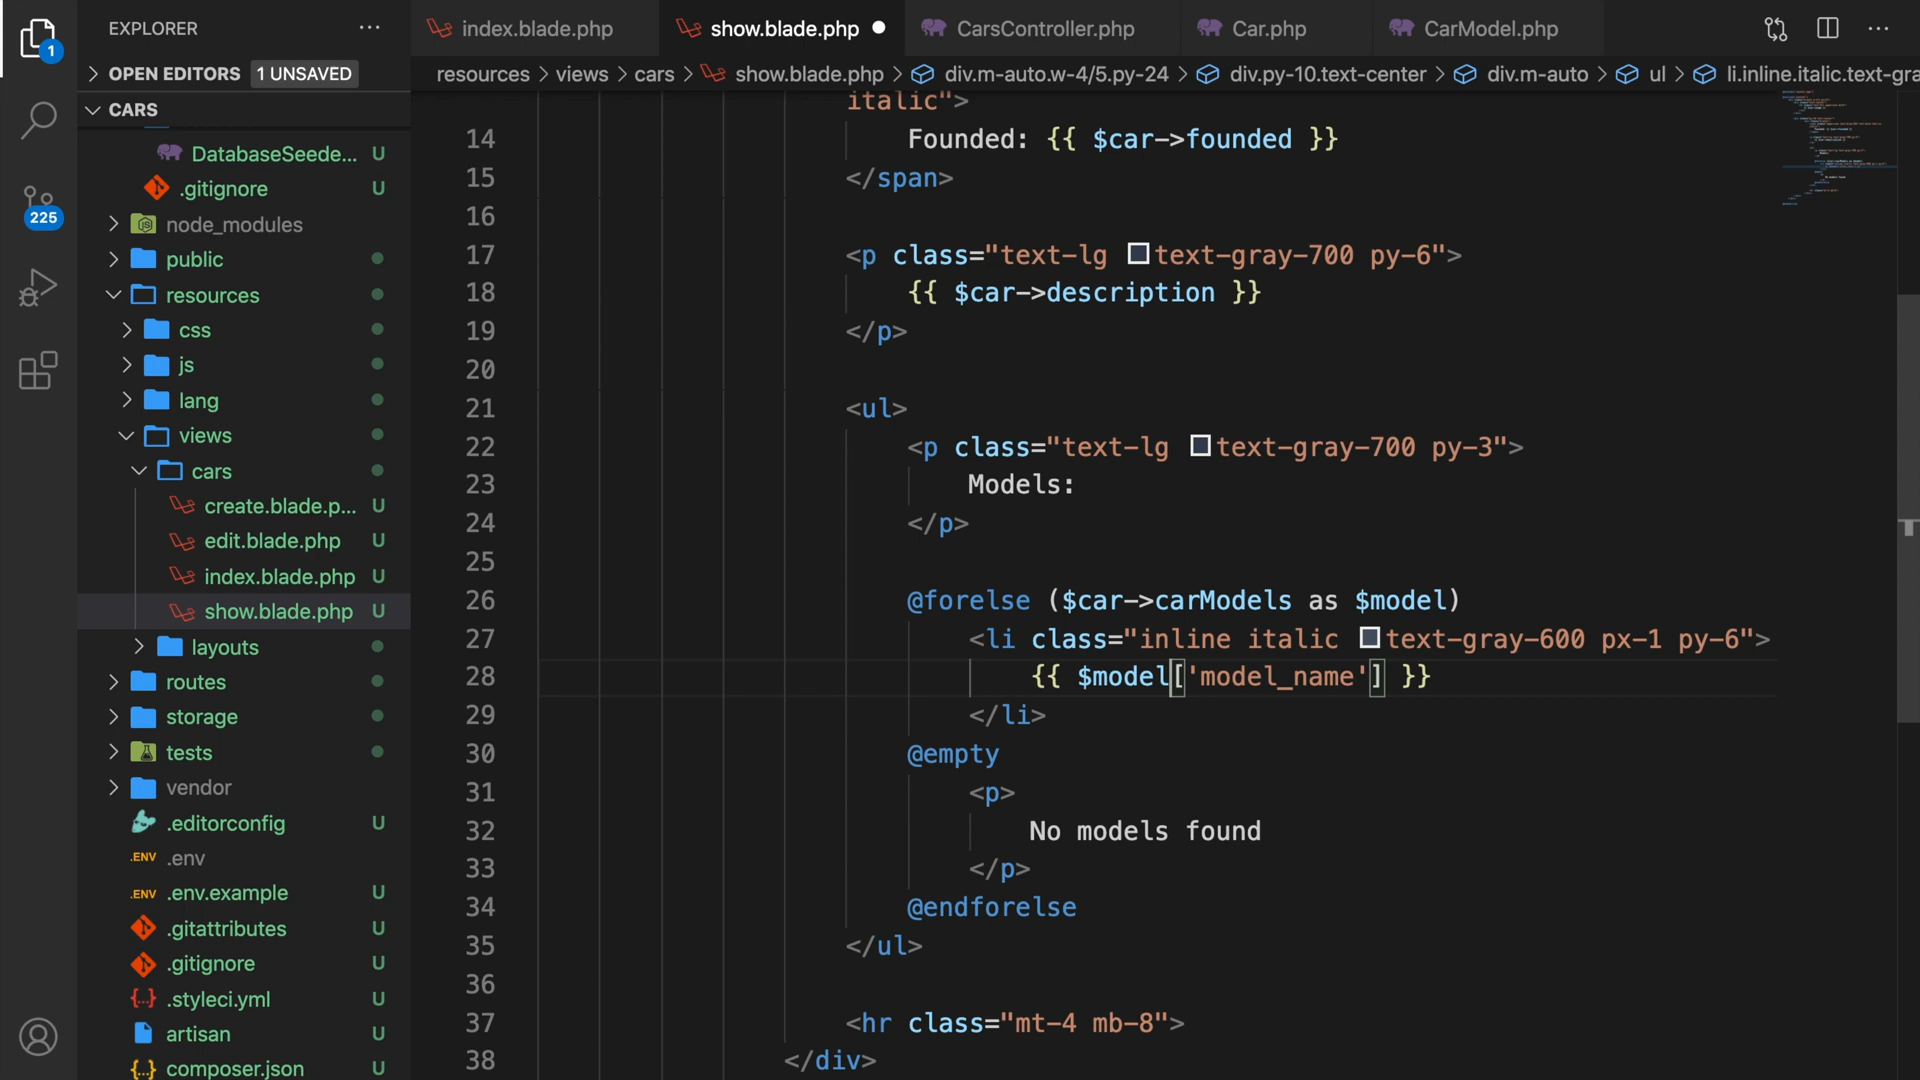 EXPLORER
index.blade.php
show.blade.php
CarsController.php
Car.php
CarModel.php
1
OPEN EDITORS
1 UNSAVED
resources > views > cars > show.blade.php > div.m-auto.w-4/5.py-24 > div.py-10.text-center > div.m-auto > ul > li.inline.italic.text-gra
CARS
DatabaseSeede... U
.gitignore U
node_modules
public
resources
css
js
lang
views
cars
create.blade.p... U
edit.blade.php U
index.blade.php U
show.blade.php U
layouts
routes
storage
tests
vendor
.editorconfig U
.ENV .env
.ENV .env.example U
.gitattributes U
.gitignore U
.styleci.yml U
artisan U
composer.json U
225
italic">
14 Founded: {{ $car->founded }}
15 </span>
16
17 <p class="text-lg text-gray-700 py-6">
18 {{ $car->description }}
19 </p>
20
21 <ul>
22 <p class="text-lg text-gray-700 py-3">
23 Models:
24 </p>
25
26 @forelse ($car->carModels as $model)
27 <li class="inline italic text-gray-600 px-1 py-6">
28 {{ $model['model_name'] }}
29 </li>
30 @empty
31 <p>
32 No models found
33 </p>
34 @endforelse
35 </ul>
36
37 <hr class="mt-4 mb-8">
38 </div>